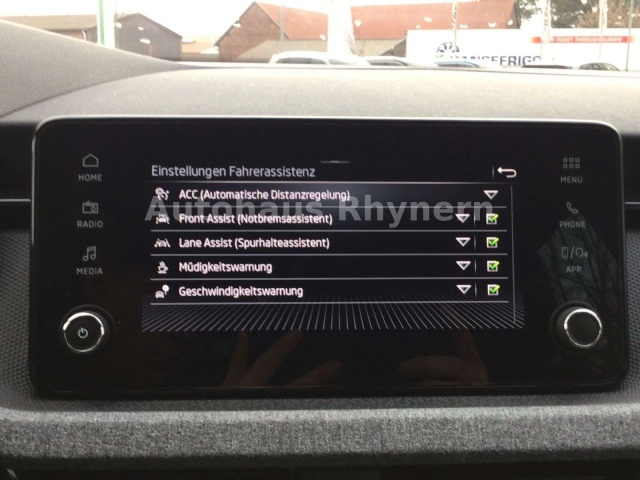 HANSEFRIGO
Einstellungen Fahrerassistenz
HOME
MENU
ACC (Automatische Distanzregelung)
Autohaus Rhynern
Front Assist (Notbremsassistent)
RADIO
PHONE
Lane Assist (Spurhalteassistent)
MEDIA
APP
Müdigkeitswarnung
Geschwindigkeitswarnung